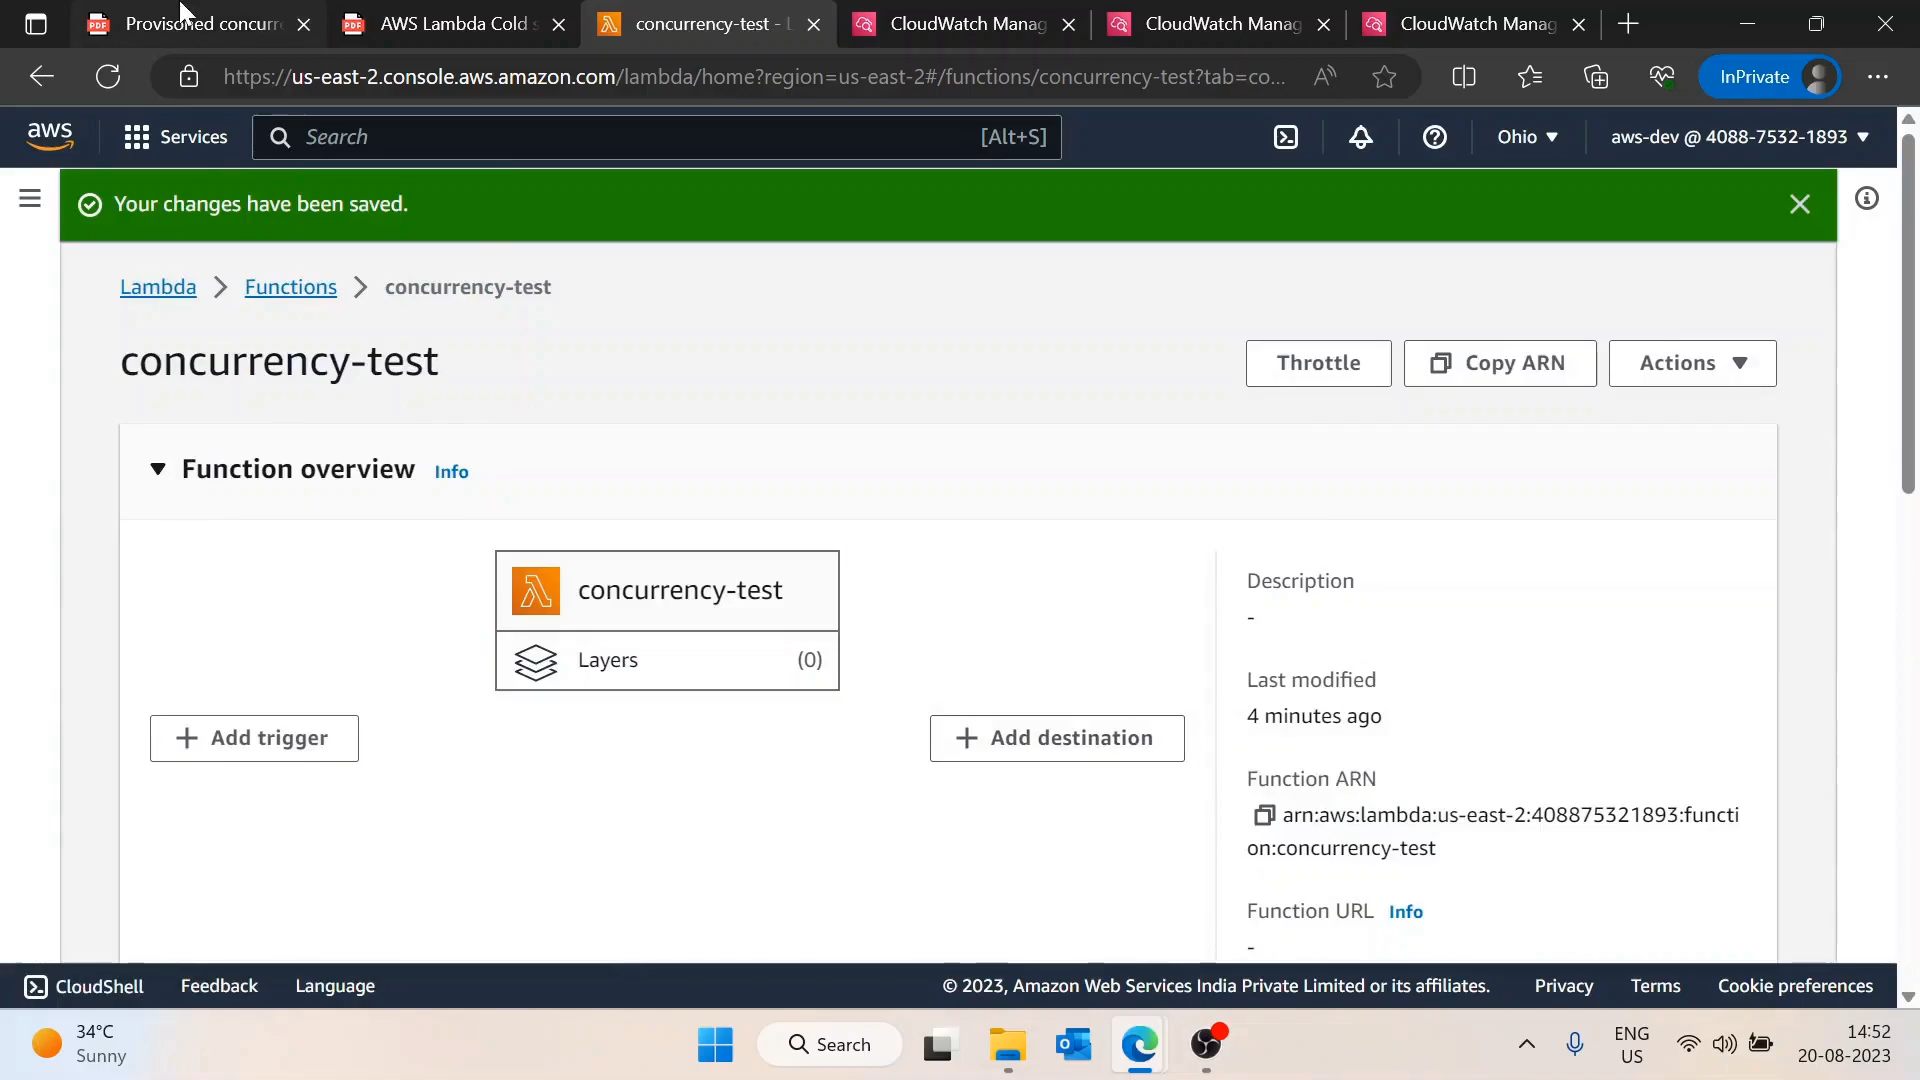 Provisoned concurre
AWS Lambda Cold s
concurrency-test - L
CloudWatch Manag
CloudWatch Manag
CloudWatch Manag
https://us-east-2.console.aws.amazon.com/lambda/home?region=us-east-2#/functions/concurrency-test?tab=co...
InPrivate
aws
Services
Search
[Alt+S]
Ohio
aws-dev @ 4088-7532-1893
Your changes have been saved.
Lambda
Functions
concurrency-test
concurrency-test
Throttle
Copy ARN
Actions
Function overview
Info
concurrency-test
Layers
(0)
Add trigger
Add destination
Description
-
Last modified
4 minutes ago
Function ARN
arn:aws:lambda:us-east-2:408875321893:functi
on:concurrency-test
Function URL
Info
-
CloudShell
Feedback
Language
© 2023, Amazon Web Services India Private Limited or its affiliates.
Privacy
Terms
Cookie preferences
34°C
Sunny
Search
ENG
US
14:52
20-08-2023